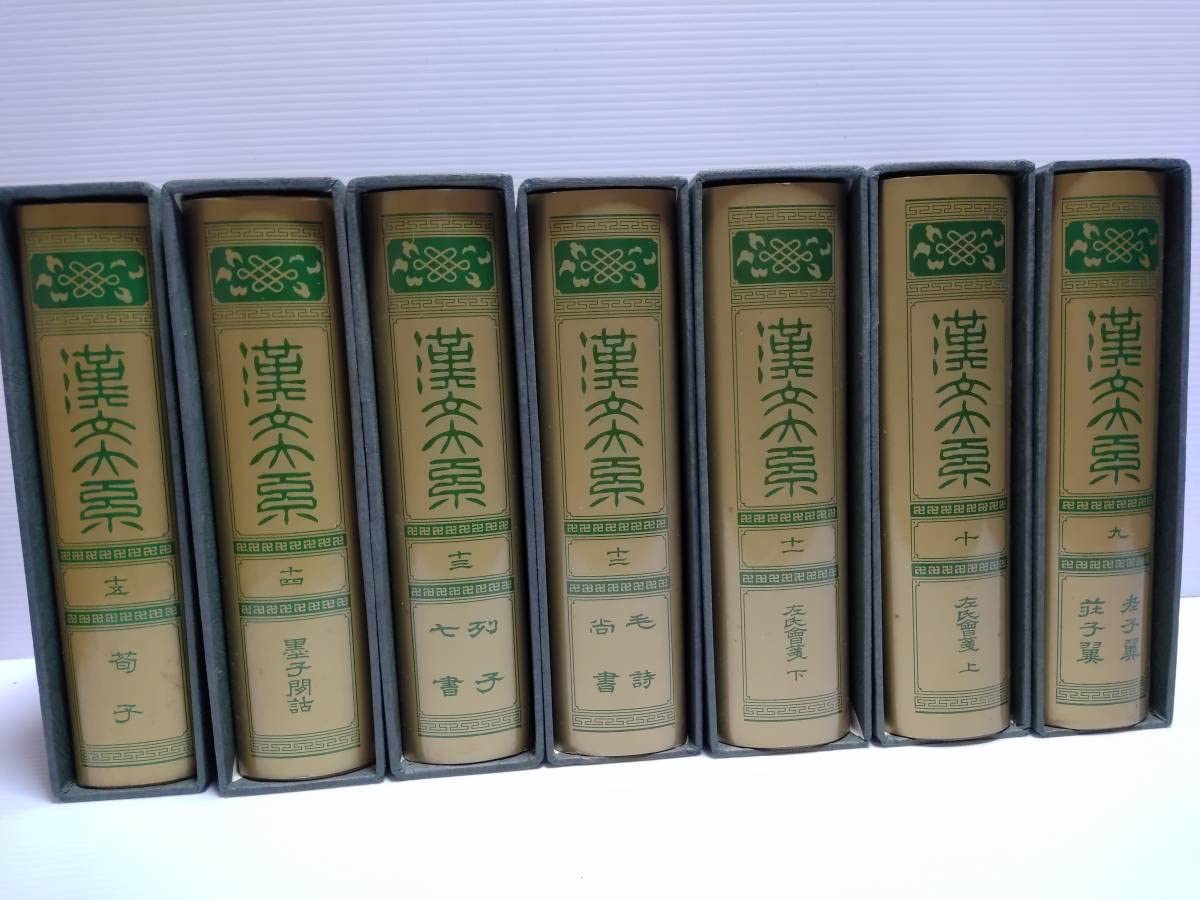 漢文大系
十五
荀子
漢文大系
十四
墨子閒詁
漢文大系
十三
列子
七書
漢文大系
十二
毛詩
尚書
漢文大系
十一
左氏會箋 下
漢文大系
十
左氏會箋 上
漢文大系
九
老子翼
莊子翼